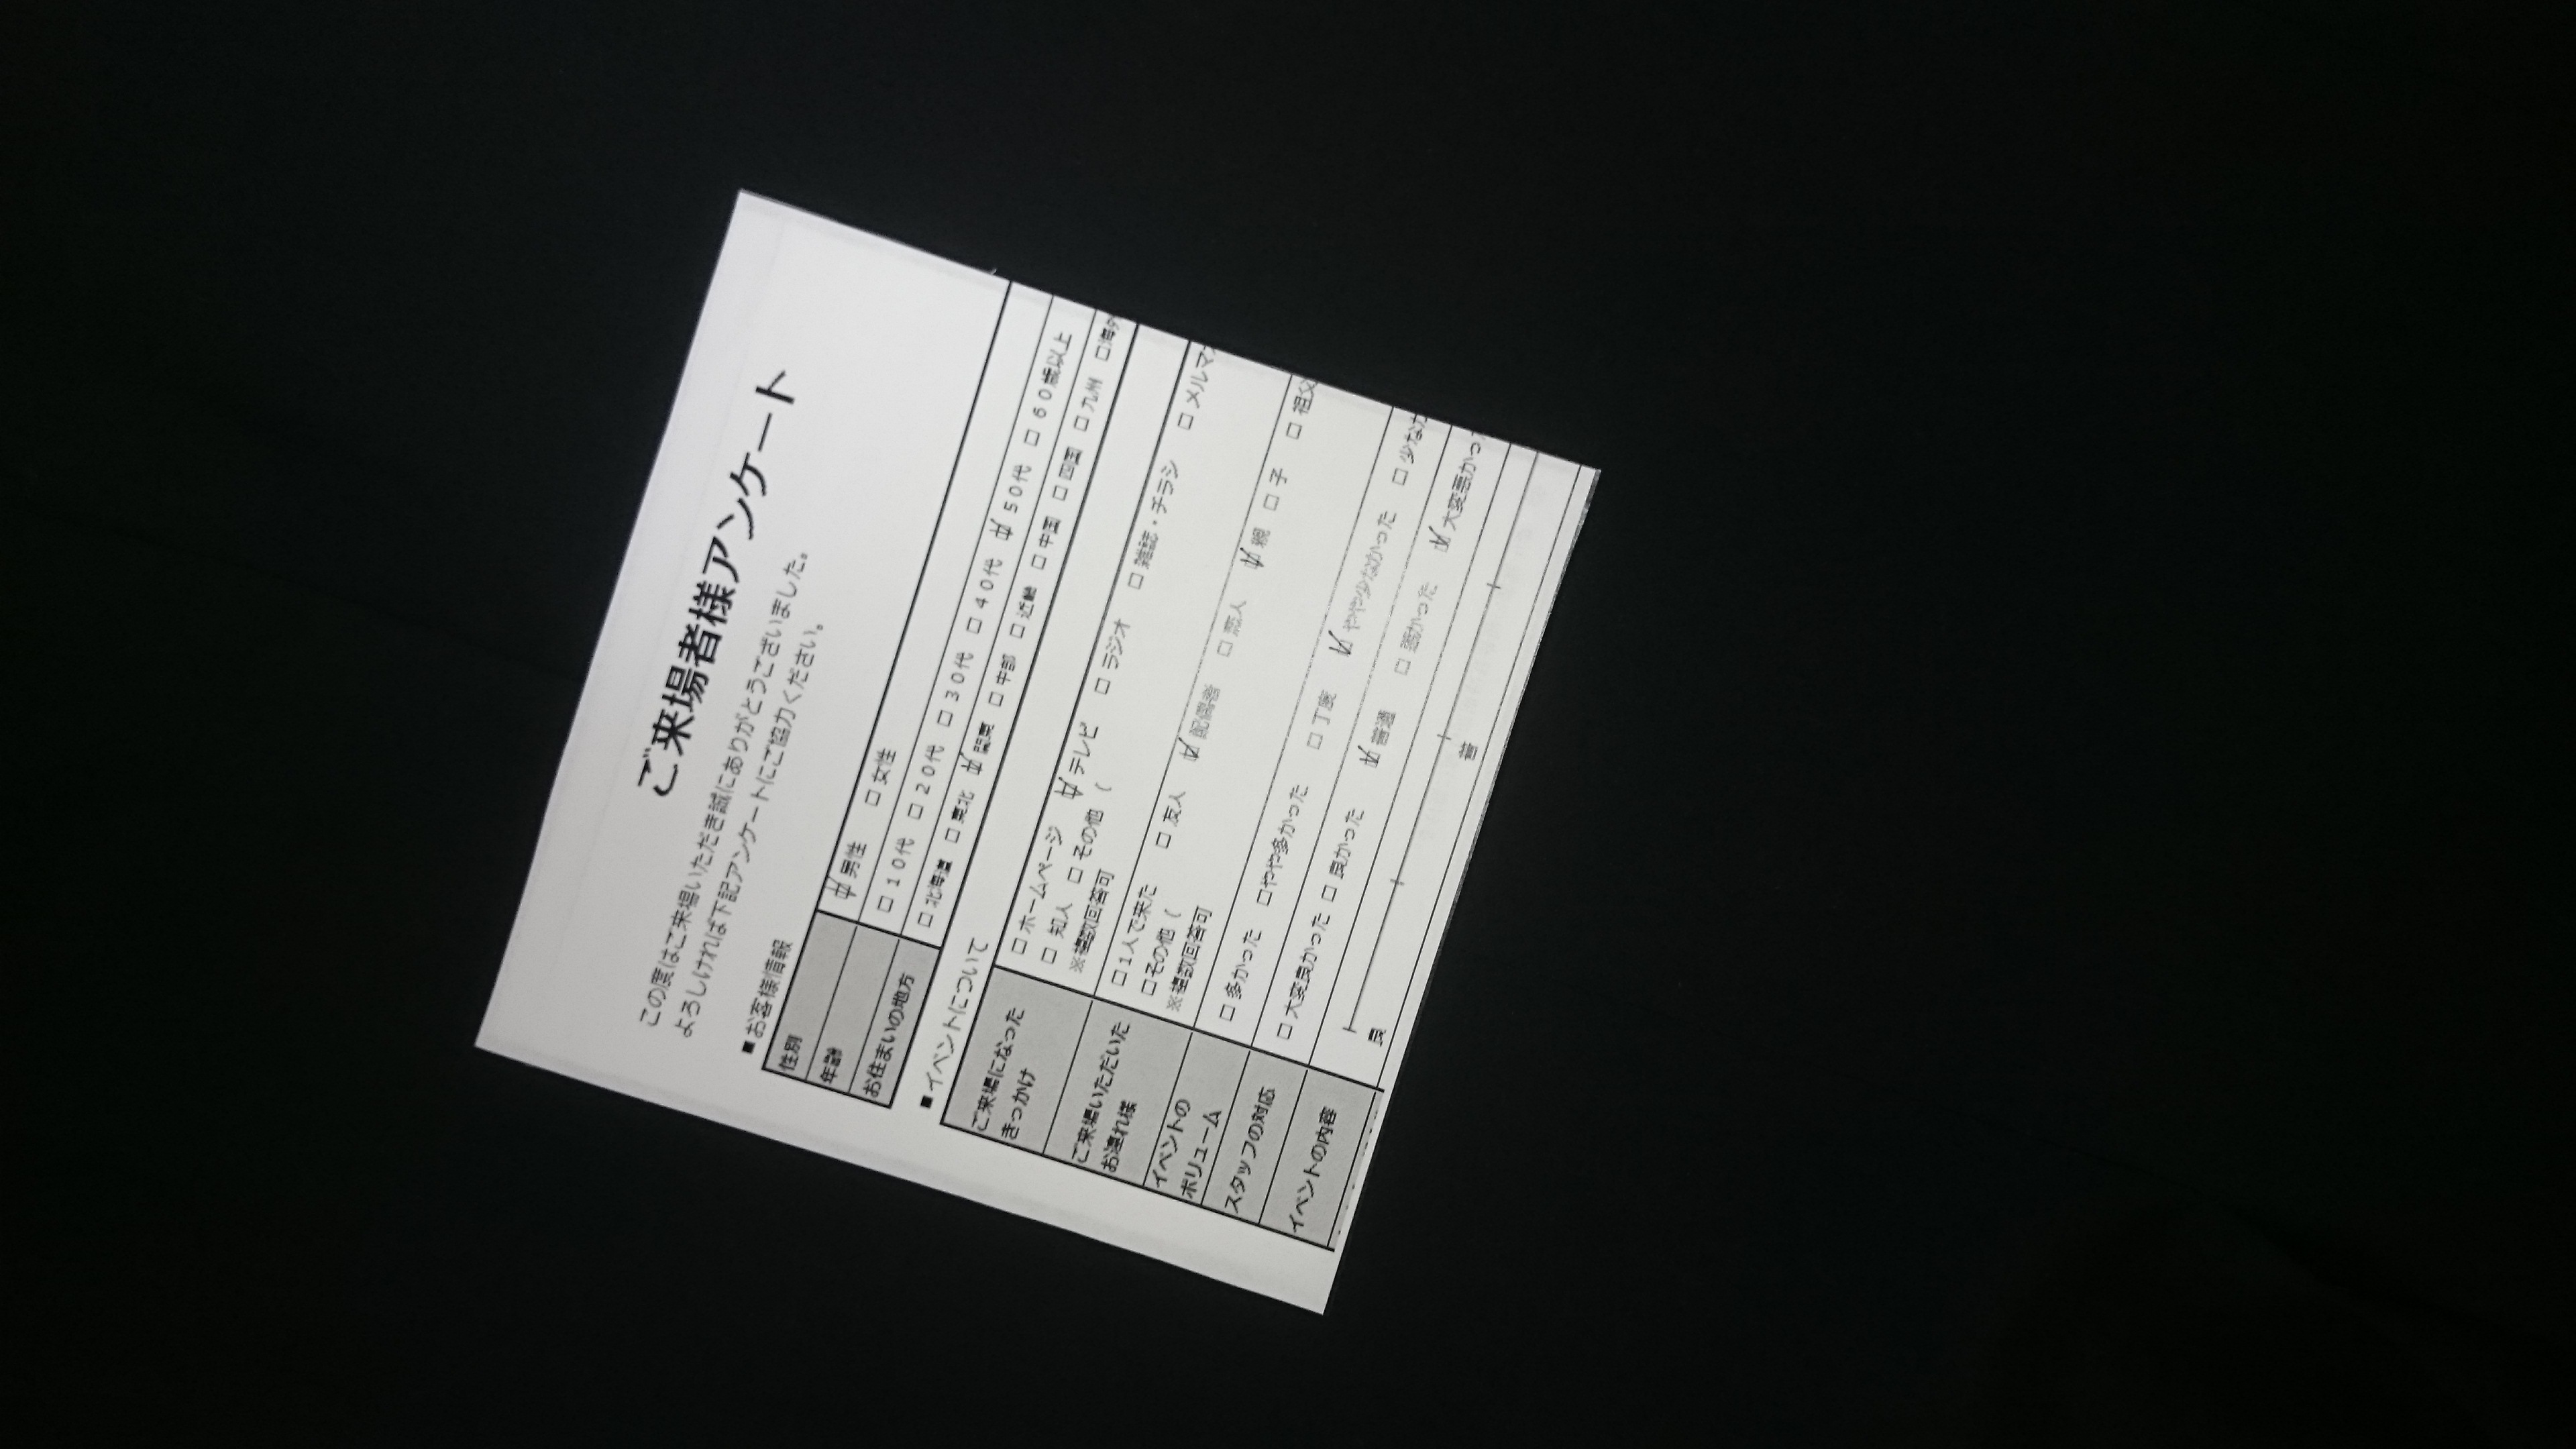 ご来場者様アンケート
この度はご来場いただき誠にありがとうございました。
よろしければ下記アンケートにご協力ください。
■お客様情報
性別 ☑ 男性 □ 女性
年齢 □ 10代 □ 20代 □ 30代 □ 40代 ☑ 50代 □ 60歳以上
お住まいの地方 □ 北海道 □ 東北 ☑ 関東 □ 中部 □ 近畿 □ 中国 □ 四国 □ 九州 □海外
■イベントについて
ご来場になった
きっかけ
□ ホームページ ☑ テレビ □ ラジオ □ 雑誌・チラシ □ メルマ
□ 知人 □ その他 (
※複数回答可
ご来場いただいた
お連れ様
□1人で来た □ 友人 ☑ 配偶者 □ 恋人 ☑ 親 □ 子 □ 祖父
□その他 (
※複数回答可
イベントの
ボリューム
□ 多かった □やや多かった □ 丁度 ☑ やや少なかった □ 少なか
スタッフの対応 □ 大変良かった □ 良かった ☑ 普通 □ 悪かった ☑ 大変悪かっ
イベントの内容
良 普